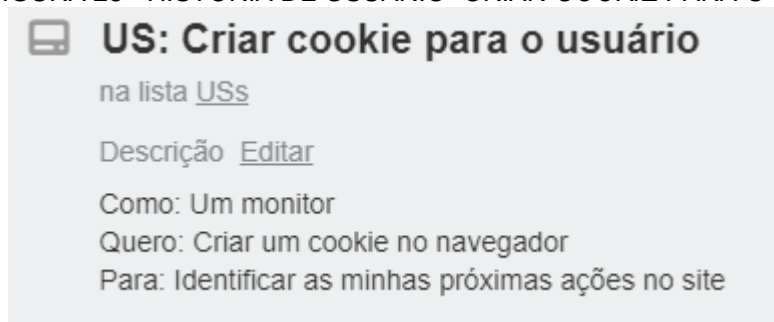 US: Criar cookie para o usuário
na lista USs
Descrição Editar
Como: Um monitor
Quero: Criar um cookie no navegador
Para: Identificar as minhas próximas ações no site